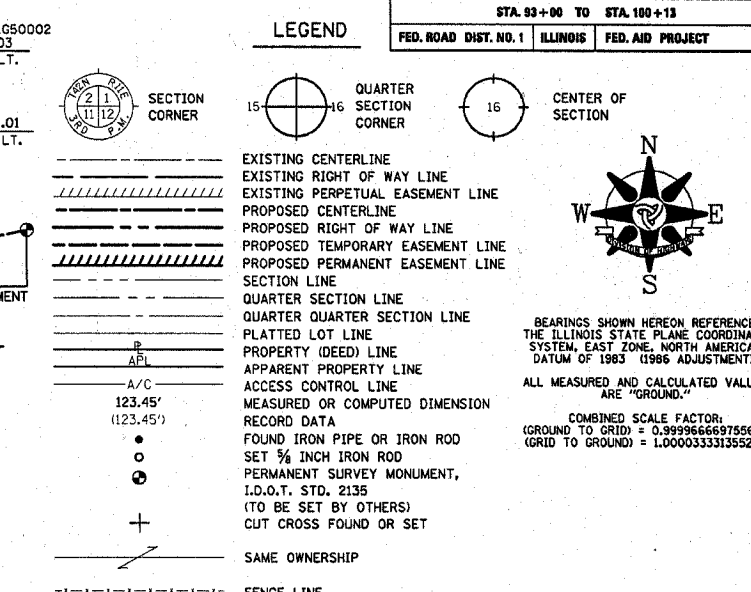 STA. 93+00 TO STA. 100+13
FED. ROAD DIST. NO. 1 ILLINOIS FED. AID PROJECT
G50002
03
LT.
.01
LT.
MENT
LEGEND
T42N R11E
2 1
11 12
3RD P.M.
SECTION
CORNER
15 16
QUARTER
SECTION
CORNER
16
CENTER OF
SECTION
EXISTING CENTERLINE
EXISTING RIGHT OF WAY LINE
EXISTING PERPETUAL EASEMENT LINE
PROPOSED CENTERLINE
PROPOSED RIGHT OF WAY LINE
PROPOSED TEMPORARY EASEMENT LINE
PROPOSED PERMANENT EASEMENT LINE
SECTION LINE
QUARTER SECTION LINE
QUARTER QUARTER SECTION LINE
PLATTED LOT LINE
PROPERTY (DEED) LINE
APL APPARENT PROPERTY LINE
A/C ACCESS CONTROL LINE
123.45' MEASURED OR COMPUTED DIMENSION
(123.45') RECORD DATA
FOUND IRON PIPE OR IRON ROD
SET 5/8 INCH IRON ROD
PERMANENT SURVEY MONUMENT,
I.D.O.T. STD. 2135
(TO BE SET BY OTHERS)
CUT CROSS FOUND OR SET
SAME OWNERSHIP
FENCE LINE
N
W E
S
DIVISION OF HIGHWAYS
BEARINGS SHOWN HEREON REFERENCE
THE ILLINOIS STATE PLANE COORDINA
SYSTEM, EAST ZONE, NORTH AMERICA
DATUM OF 1983 (1986 ADJUSTMENT)
ALL MEASURED AND CALCULATED VALU
ARE "GROUND."
COMBINED SCALE FACTOR:
(GROUND TO GRID) = 0.9999666697556
(GRID TO GROUND) = 1.0000333313552